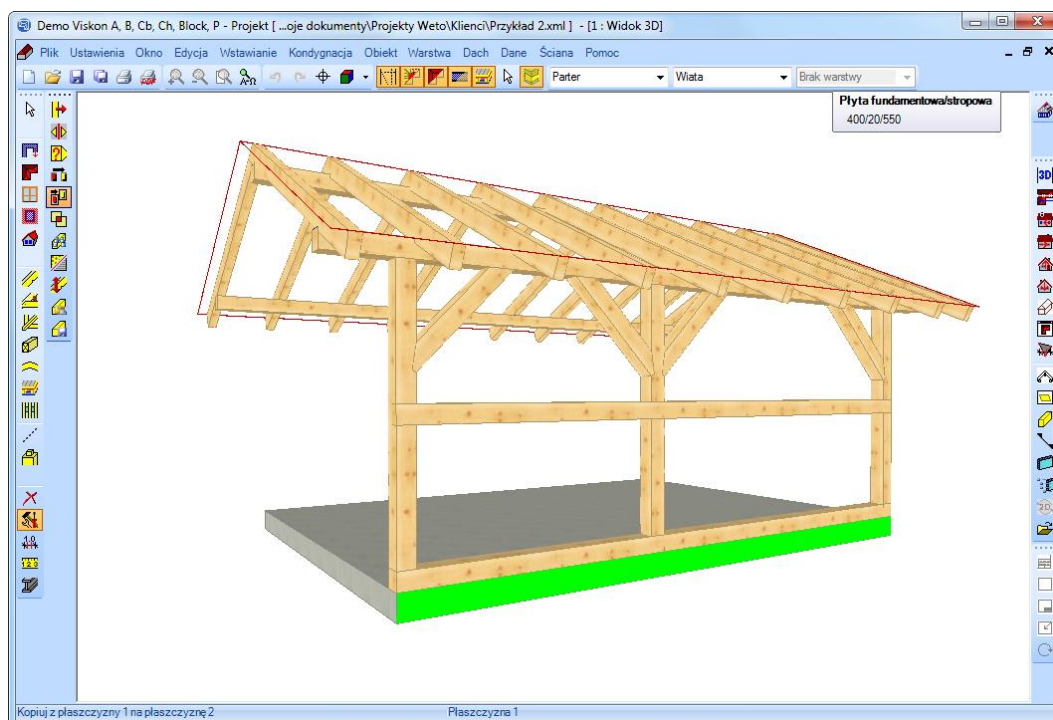 Demo Viskon A, B, Cb, Ch, Block, P - Projekt [ ...oje dokumenty\Projekty Weto\Klienci\Przykład 2.xml ] - [1 : Widok 3D]
Plik Ustawienia Okno Edycja Wstawianie Kondygnacja Obiekt Warstwa Dach Dane Ściana Pomoc
Parter Wiata Brak warstwy
Płyta fundamentowa/stropowa
400/20/550
3D
2D
Kopiuj z płaszczyzny 1 na płaszczyznę 2 Płaszczyzna 1